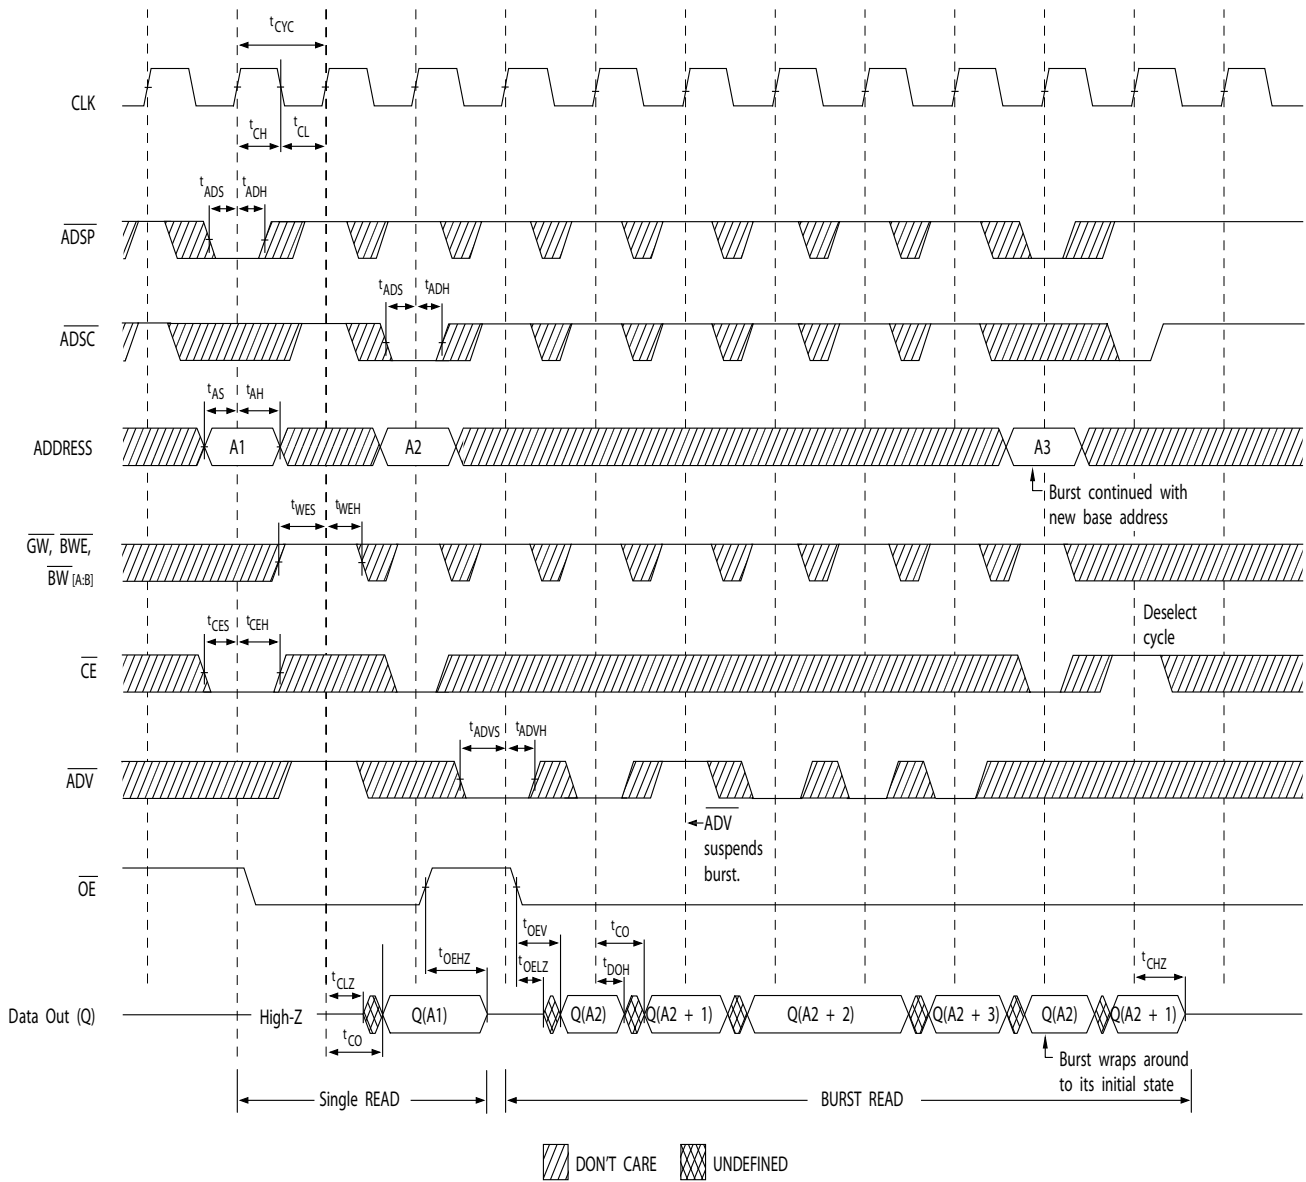 tCYC
CLK
tCH
tCL
tADS
tADH
ADSP
tADS
tADH
ADSC
tAS
tAH
ADDRESS
A1
A2
A3
Burst continued with
new base address
tWES
tWEH
GW, BWE,
BW [A:B]
Deselect
cycle
tCES
tCEH
CE
tADVS
tADVH
ADV
ADV
suspends
burst.
OE
tOEV
tCO
tOEHZ
tOELZ
tDOH
tCHZ
tCLZ
Data Out (Q)
High-Z
Q(A1)
Q(A2)
Q(A2 + 1)
Q(A2 + 2)
Q(A2 + 3)
Q(A2)
Q(A2 + 1)
tCO
Burst wraps around
to its initial state
Single READ
BURST READ
DON'T CARE
UNDEFINED